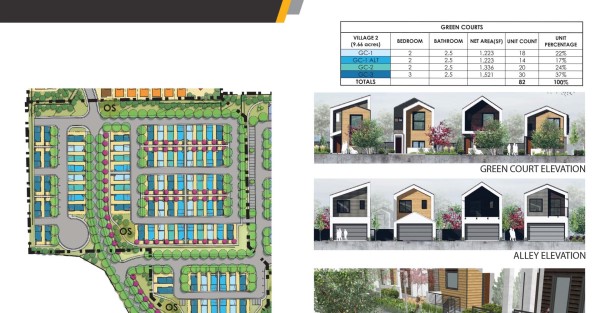 GREEN COURTS
VILLAGE 2 (9.66 acres) BEDROOM BATHROOM NET AREA(SF) UNIT COUNT UNIT PERCENTAGE
GC-1 2 2.5 1,223 18 22%
GC-1 ALT 2 2.5 1,223 14 17%
GC-2 2 2.5 1,336 20 24%
GC-3 3 2.5 1,521 30 37%
TOTALS 82 100%
OS
GREEN COURT ELEVATION
OS
ALLEY ELEVATION
OS